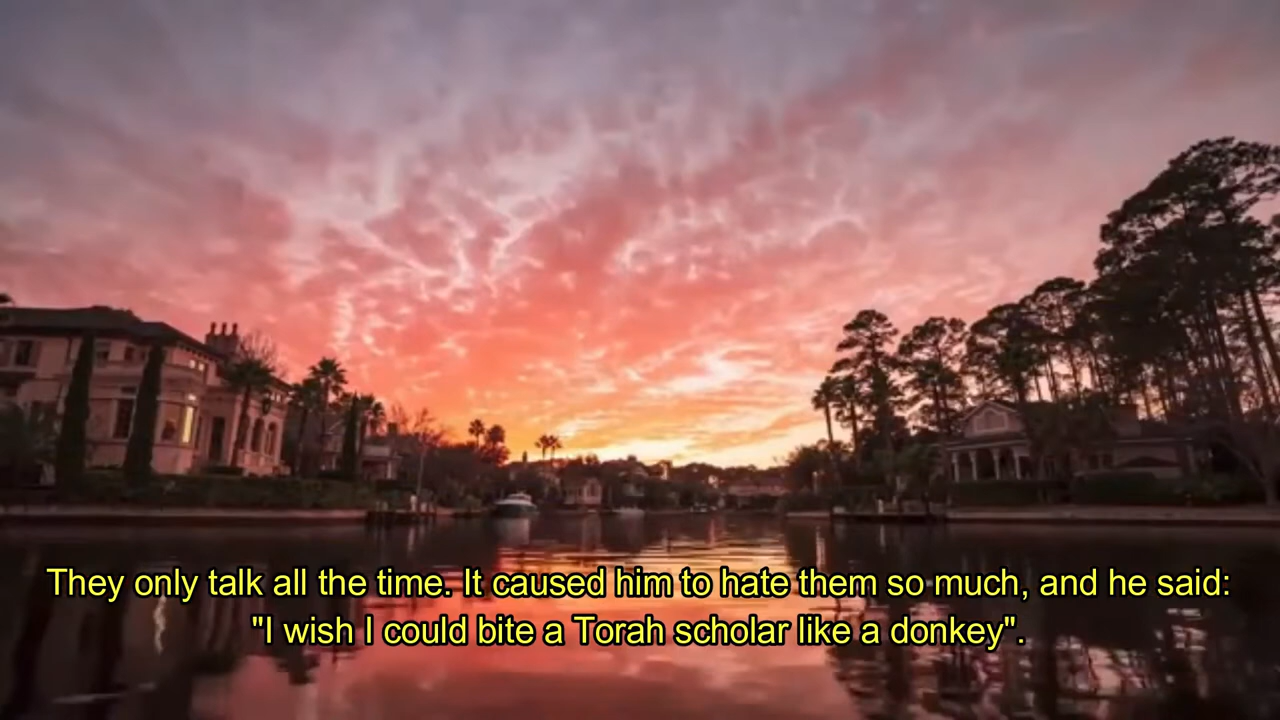 They only talk all the time. It caused him to hate them so much, and he said:
"I wish I could bite a Torah scholar like a donkey".